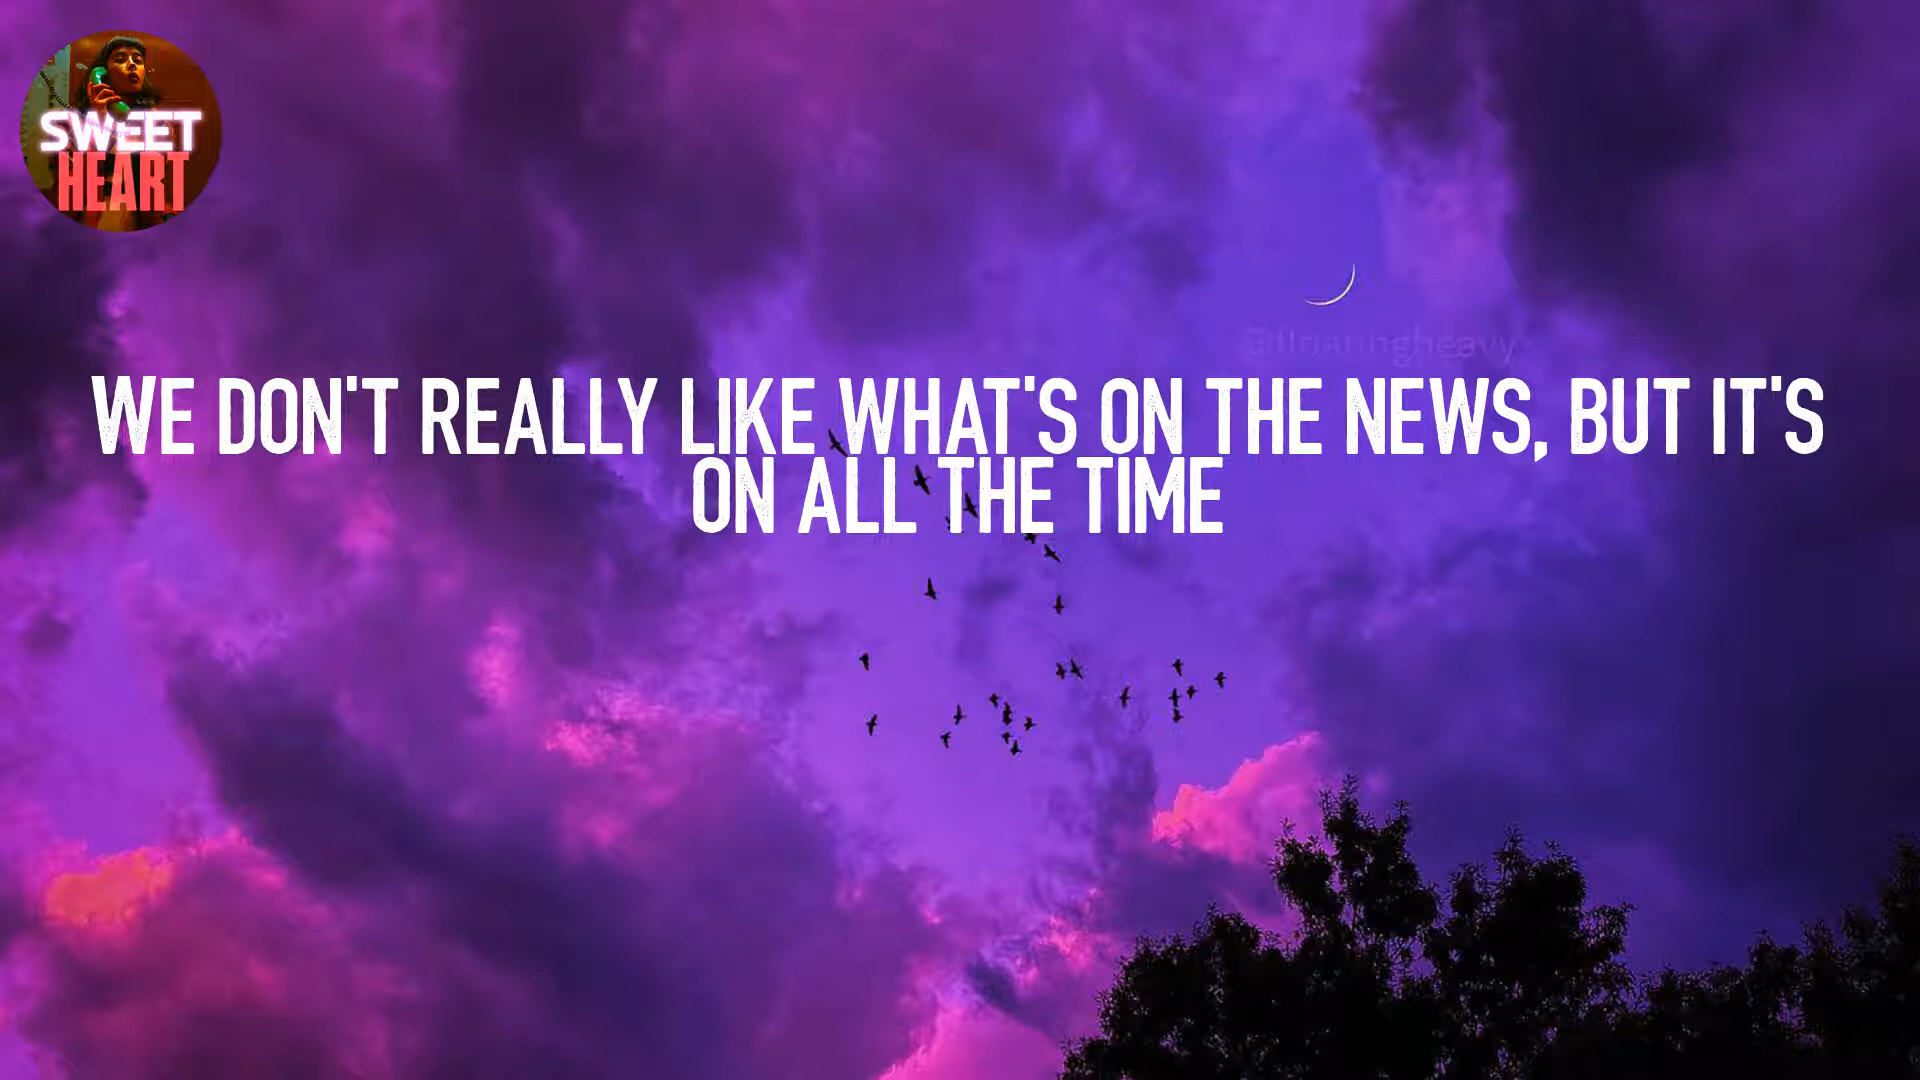 SWEET
HEART
WE DON'T REALLY LIKE WHAT'S ON THE NEWS, BUT IT'S
ON ALL THE TIME